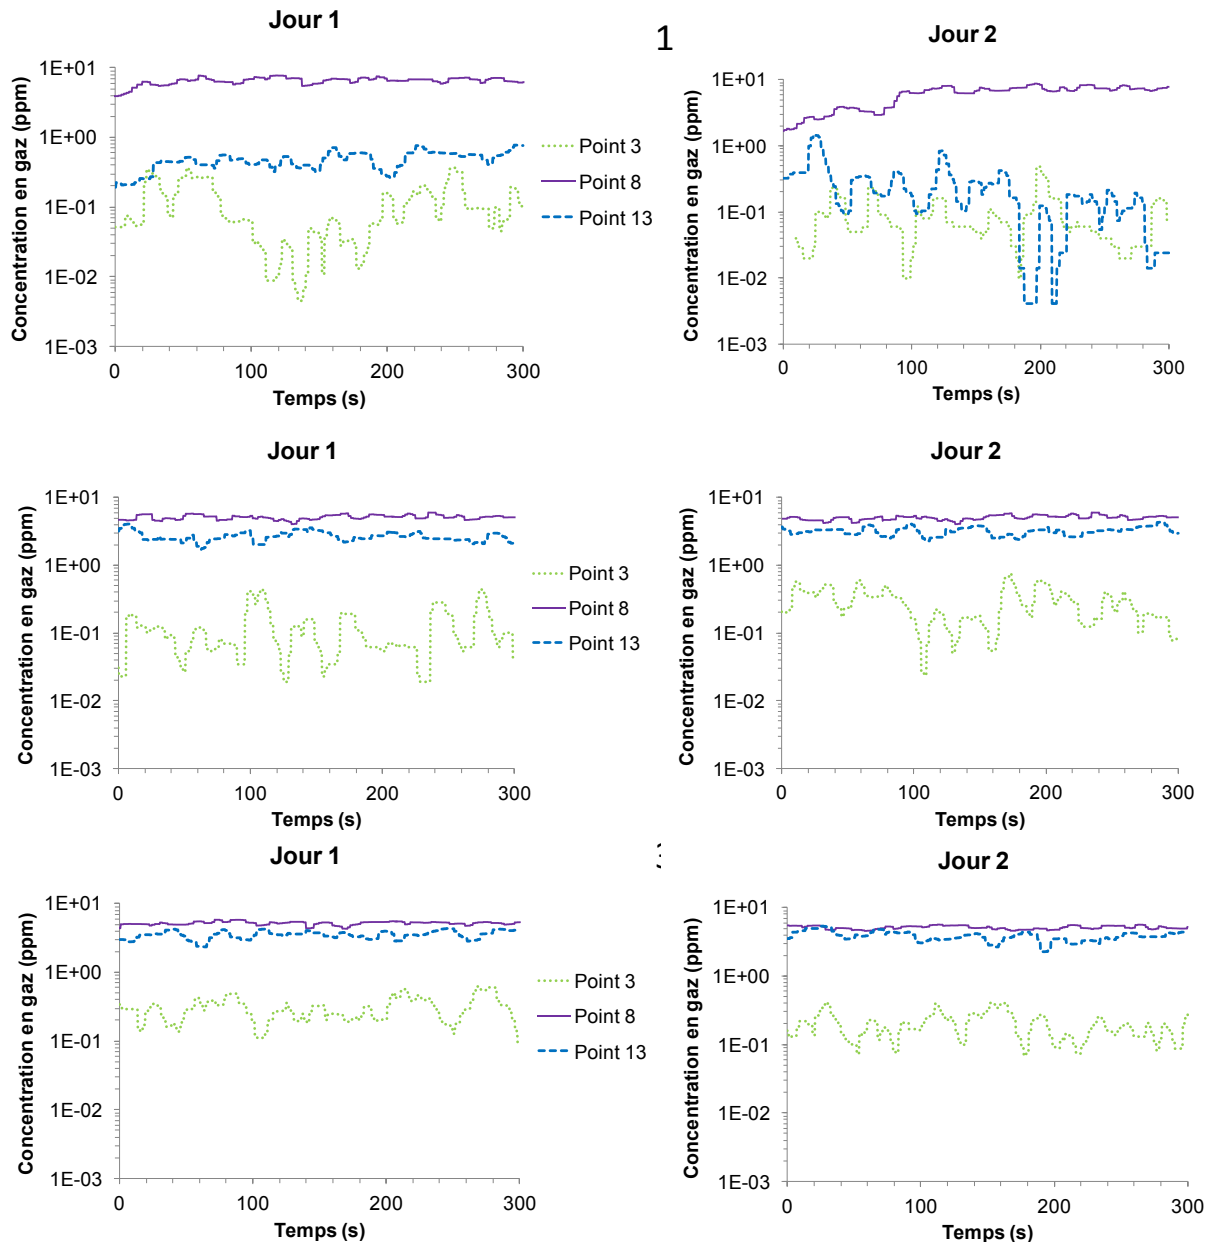 Jour 1
Concentration en gaz (ppm)
1E+01
1E+00
1E-01
1E-02
1E-03
0
100
200
300
Temps (s)
Point 3
Point 8
Point 13
1
Jour 2
Concentration en gaz (ppm)
1E+01
1E+00
1E-01
1E-02
1E-03
0
100
200
300
Temps (s)
Jour 1
Concentration en gaz (ppm)
1E+01
1E+00
1E-01
1E-02
1E-03
0
100
200
300
Temps (s)
Point 3
Point 8
Point 13
Jour 2
Concentration en gaz (ppm)
1E+01
1E+00
1E-01
1E-02
1E-03
0
100
200
300
Temps (s)
Jour 1
Concentration en gaz (ppm)
1E+01
1E+00
1E-01
1E-02
1E-03
0
100
200
300
Temps (s)
Point 3
Point 8
Point 13
Jour 2
Concentration en gaz (ppm)
1E+01
1E+00
1E-01
1E-02
1E-03
0
100
200
300
Temps (s)